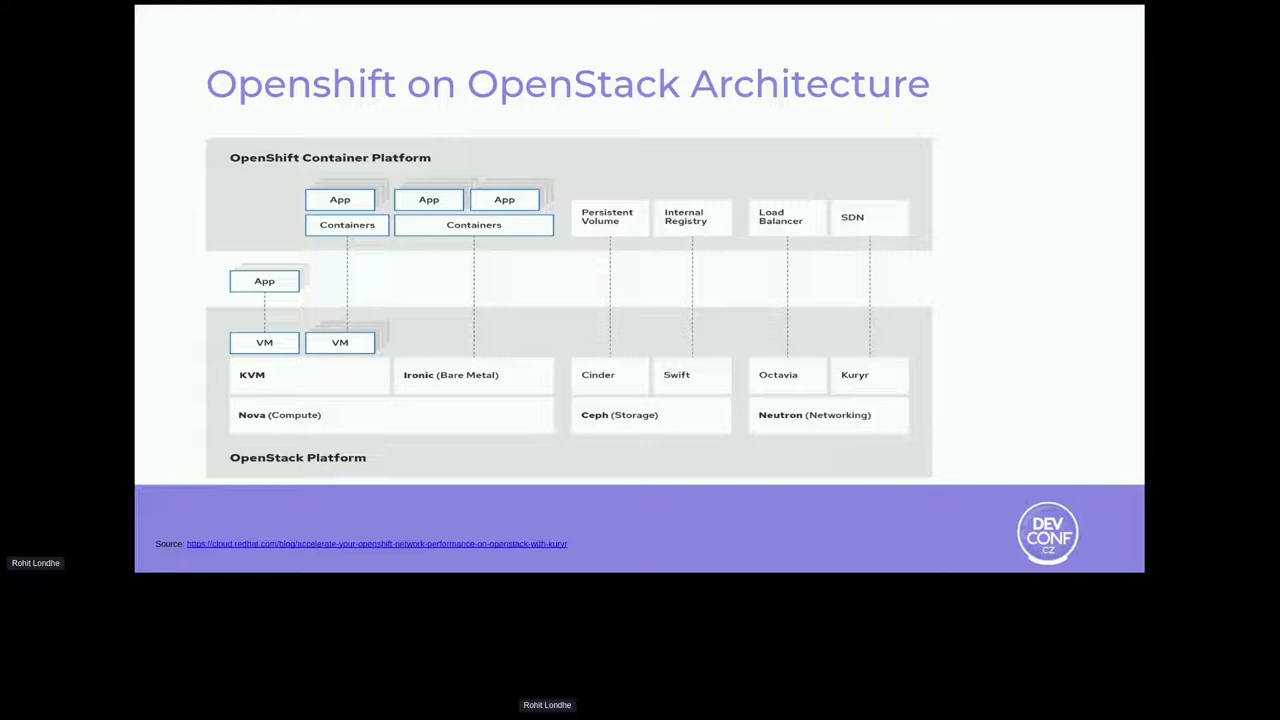 Openshift on OpenStack Architecture
OpenShift Container Platform
App
App
App
Containers
Containers
Persistent
Volume
Internal
Registry
Load
Balancer
SDN
App
VM
VM
KVM
Ironic (Bare Metal)
Cinder
Swift
Octavia
Kuryr
Nova (Compute)
Ceph (Storage)
Neutron (Networking)
OpenStack Platform
Source: https://cloud.redhat.com/blog/accelerate-your-openshift-network-performance-on-openstack-with-kuryr
DEV
CONF
.CZ
Rohit Londhe
Rohit Londhe